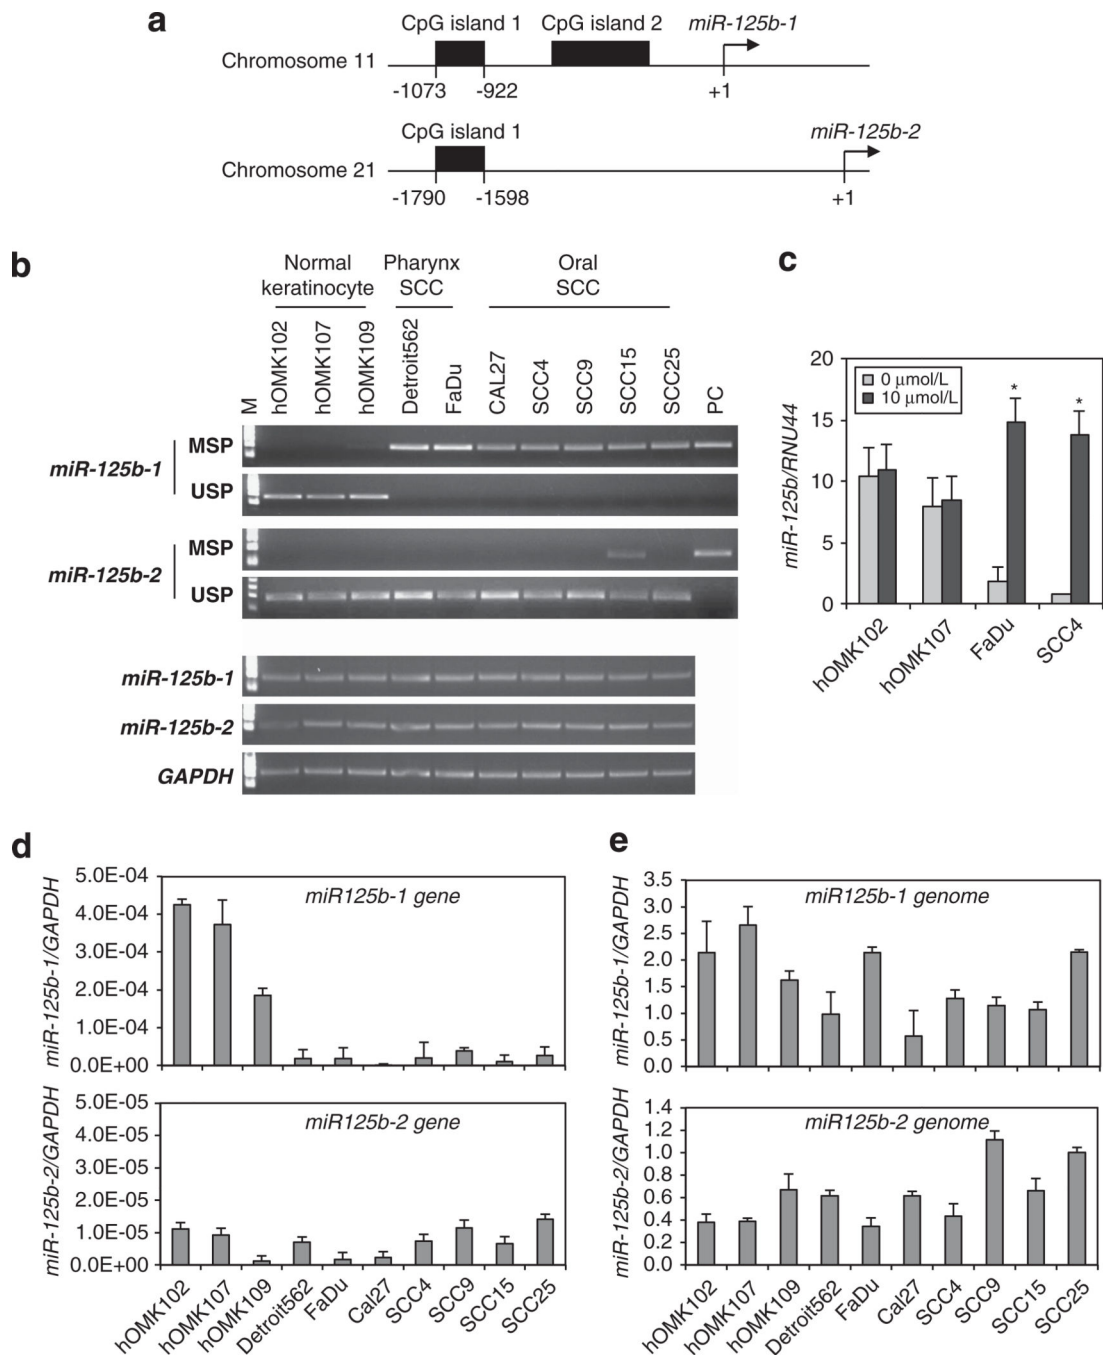 a
CpG island 1 CpG island 2 miR-125b-1
Chromosome 11
-1073 -922 +1
CpG island 1 miR-125b-2
Chromosome 21
-1790 -1598 +1
b
Normal keratinocyte
Pharynx SCC
Oral SCC
M hOMK102 hOMK107 hOMK109 Detroit562 FaDu CAL27 SCC4 SCC9 SCC15 SCC25 PC
miR-125b-1
MSP
USP
miR-125b-2
MSP
USP
miR-125b-1
miR-125b-2
GAPDH
c
miR-125b/RNU44
20
15
10
5
0
0 μmol/L
10 μmol/L
* *
hOMK102 hOMK107 FaDu SCC4
d
miR-125b-1/GAPDH
miR125b-1 gene
5.0E-04
4.0E-04
3.0E-04
2.0E-04
1.0E-04
0.0E+00
miR-125b-2/GAPDH
miR125b-2 gene
5.0E-05
4.0E-05
3.0E-05
2.0E-05
1.0E-05
0.0E+00
hOMK102 hOMK107 hOMK109 Detroit562 FaDu Cal27 SCC4 SCC9 SCC15 SCC25
e
miR-125b-1/GAPDH
miR125b-1 genome
3.5
3.0
2.5
2.0
1.5
1.0
0.5
0.0
miR-125b-2/GAPDH
miR125b-2 genome
1.4
1.2
1.0
0.8
0.6
0.4
0.2
0.0
hOMK102 hOMK107 hOMK109 Detroit562 FaDu Cal27 SCC4 SCC9 SCC15 SCC25